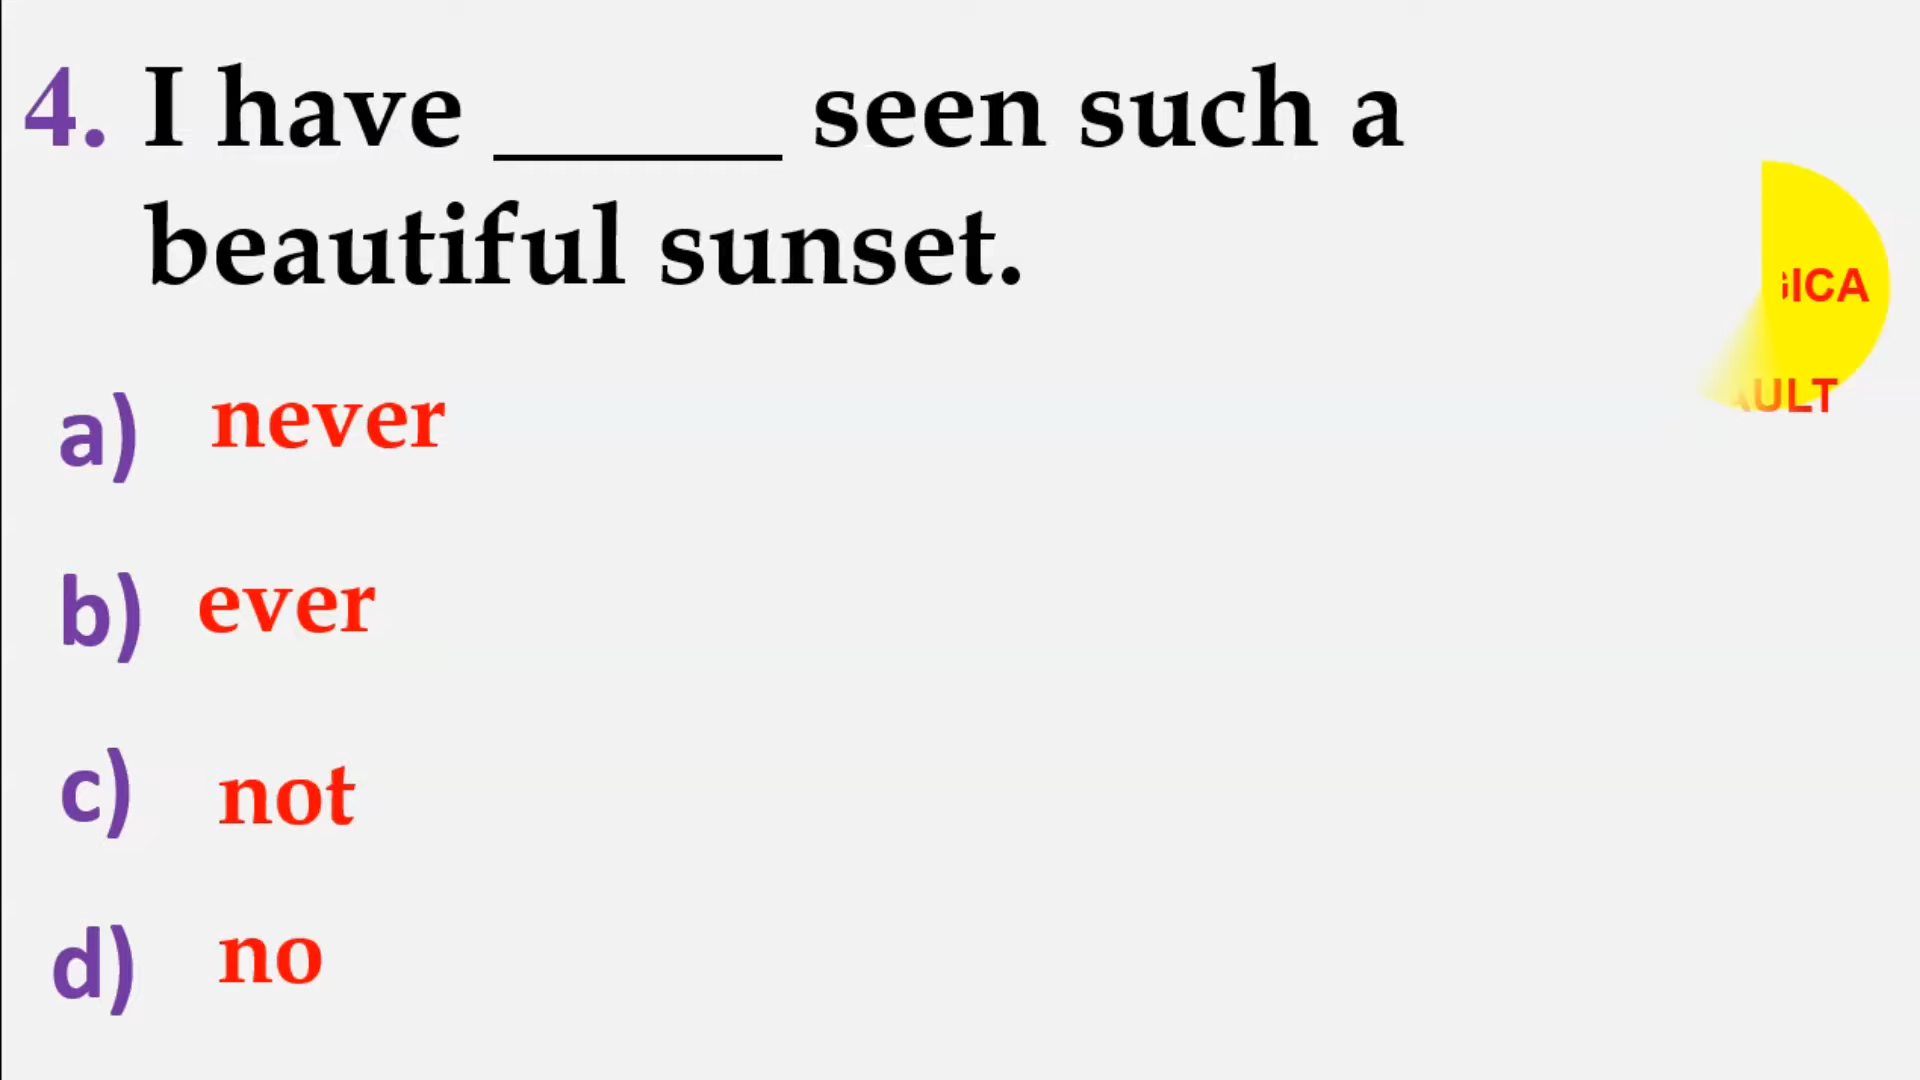 4. I have ______ seen such a
beautiful sunset.
a) never
b) ever
c) not
d) no